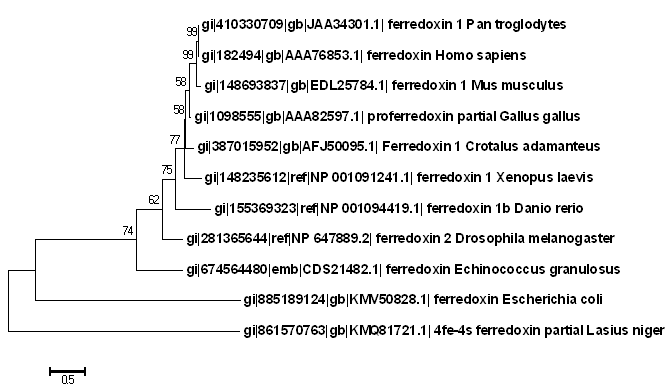 99 gi|410330709|gb|JAA34301.1| ferredoxin 1 Pan troglodytes
99 gi|182494|gb|AAA76853.1| ferredoxin Homo sapiens
58 gi|148693837|gb|EDL25784.1| ferredoxin 1 Mus musculus
58 gi|1098555|gb|AAA82597.1| proferredoxin partial Gallus gallus
77 gi|387015952|gb|AFJ50095.1| Ferredoxin 1 Crotalus adamanteus
75 gi|148235612|ref|NP 001091241.1| ferredoxin 1 Xenopus laevis
62 gi|155369323|ref|NP 001094419.1| ferredoxin 1b Danio rerio
74 gi|281365644|ref|NP 647889.2| ferredoxin 2 Drosophila melanogaster
gi|674564480|emb|CDS21482.1| ferredoxin Echinococcus granulosus
gi|885189124|gb|KMV50828.1| ferredoxin Escherichia coli
gi|861570763|gb|KMQ81721.1| 4fe-4s ferredoxin partial Lasius niger
0.5